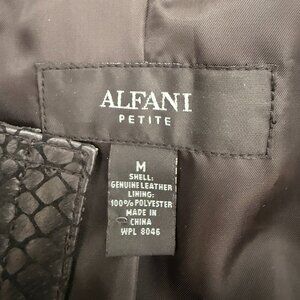 ALFANI
PETITE
M
SHELL:
GENUINE LEATHER
LINING:
100% POLYESTER
MADE IN
CHINA
WPL 8046